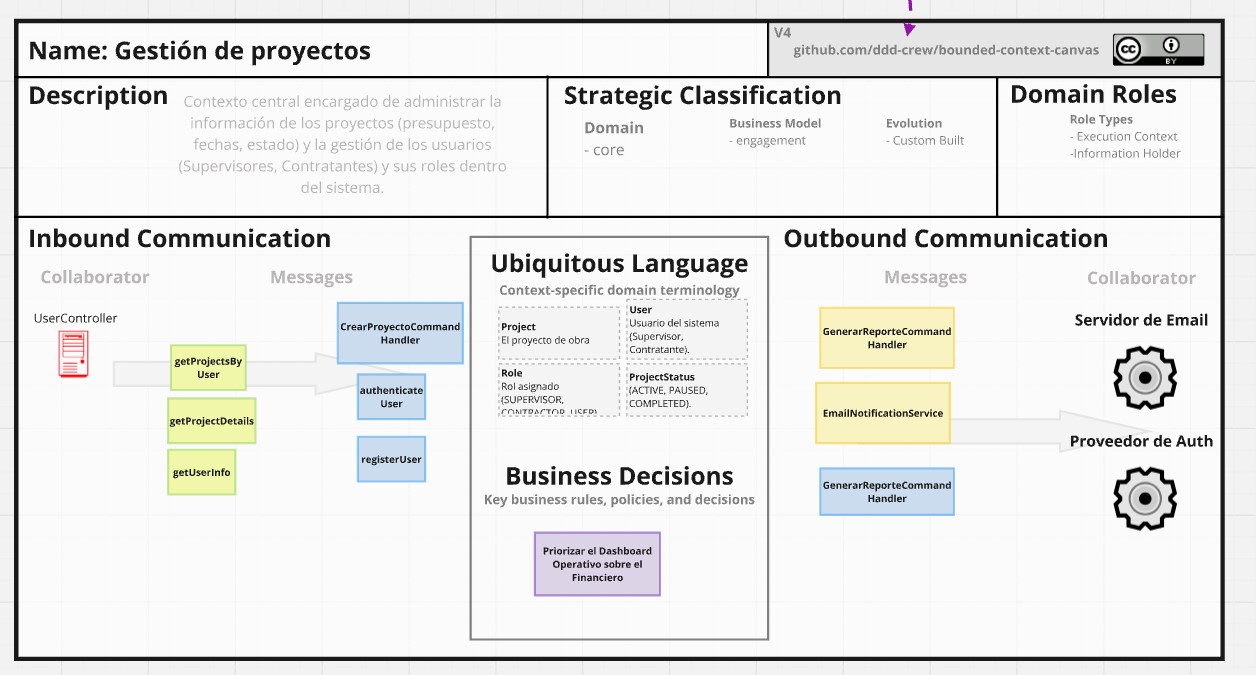 Name: Gestión de proyectos
V4
github.com/ddd-crew/bounded-context-canvas
cc
BY
Description
Contexto central encargado de administrar la
información de los proyectos (presupuesto,
fechas, estado) y la gestión de los usuarios
(Supervisores, Contratantes) y sus roles dentro
del sistema.
Strategic Classification
Domain
- core
Business Model
- engagement
Evolution
- Custom Built
Domain Roles
Role Types
- Execution Context
-Information Holder
Inbound Communication
Collaborator
Messages
UserController
getProjectsBy
User
getProjectDetails
getUserInfo
CrearProyectoCommand
Handler
authenticate
User
registerUser
Ubiquitous Language
Context-specific domain terminology
Project
El proyecto de obra
User
Usuario del sistema
(Supervisor,
Contratante).
Role
Rol asignado
(SUPERVISOR,
CONTRACTOR, USER)
ProjectStatus
(ACTIVE, PAUSED,
COMPLETED).
Business Decisions
Key business rules, policies, and decisions
Priorizar el Dashboard
Operativo sobre el
Financiero
Outbound Communication
Messages
Collaborator
GenerarReporteCommand
Handler
EmailNotificationService
GenerarReporteCommand
Handler
Servidor de Email
Proveedor de Auth